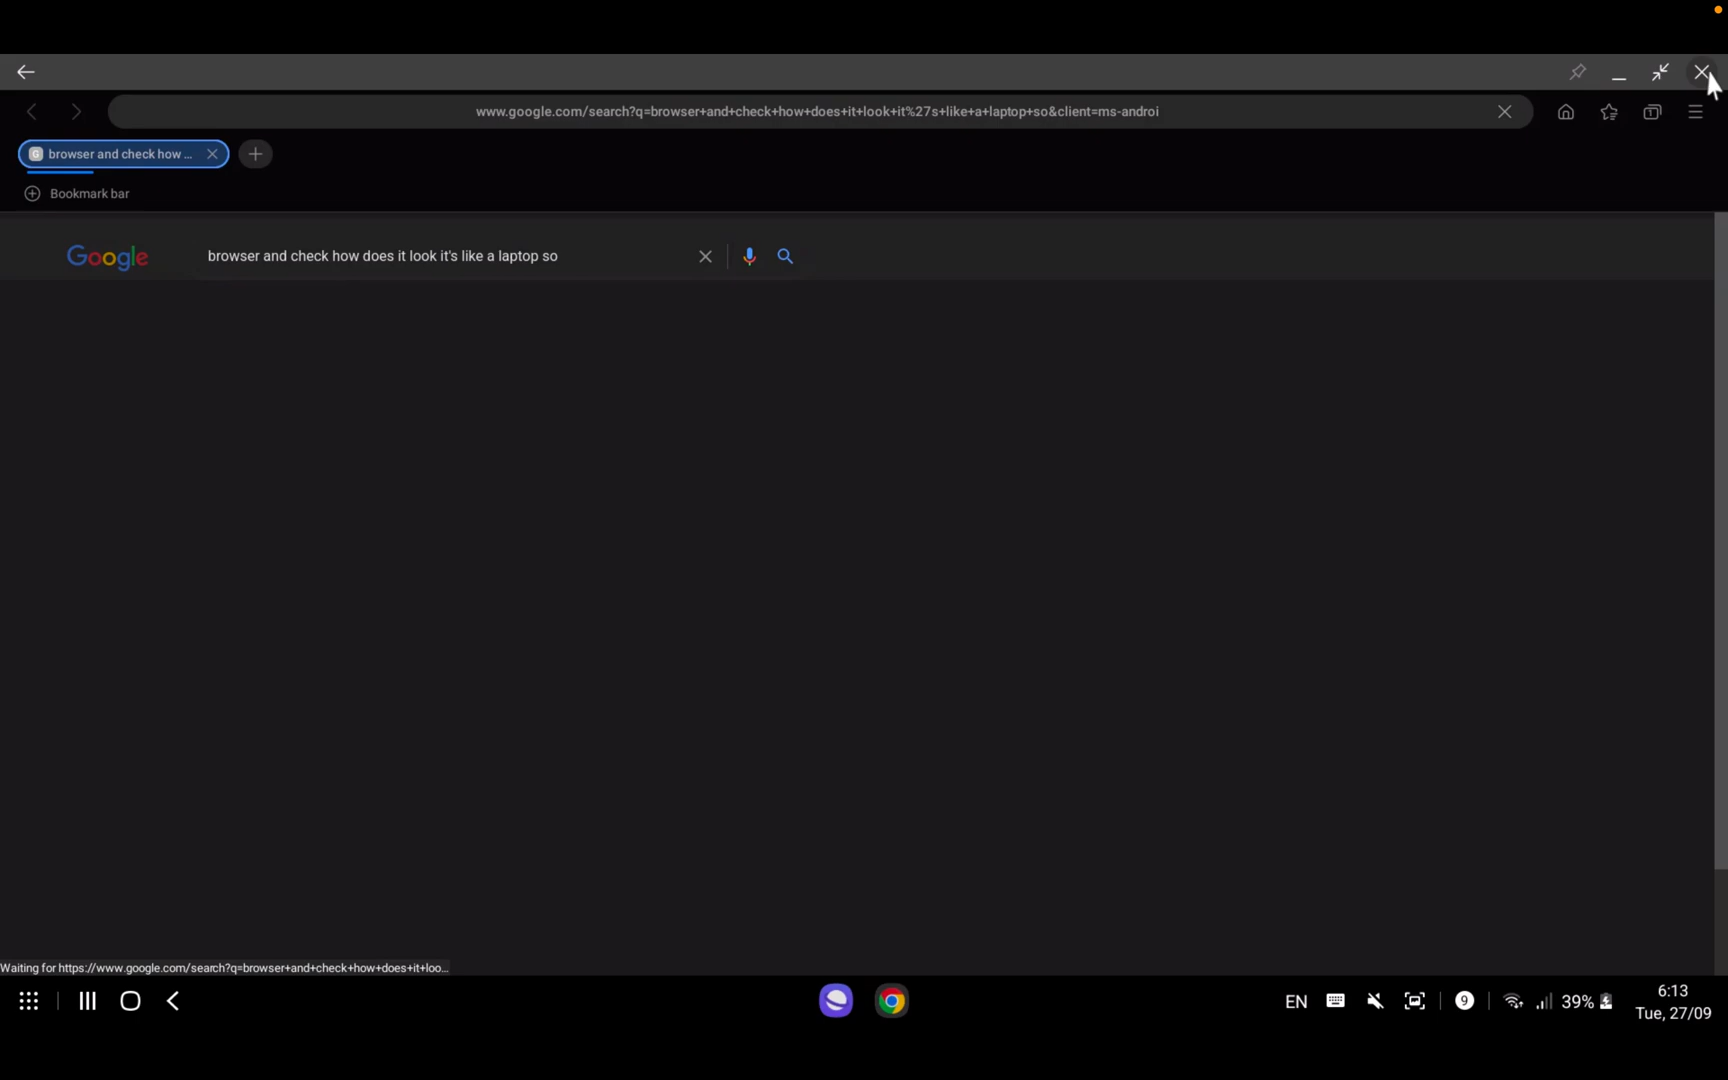 www.google.com/search?q=browser+and+check+how+does+it+look+it%27s+like+a+laptop+so&client=ms-androi
G browser and check how ...
Bookmark bar
Google browser and check how does it look it's like a laptop so
Waiting for https://www.google.com/search?q=browser+and+check+how+does+it+loo...
EN 9 39% 6:13
Tue, 27/09